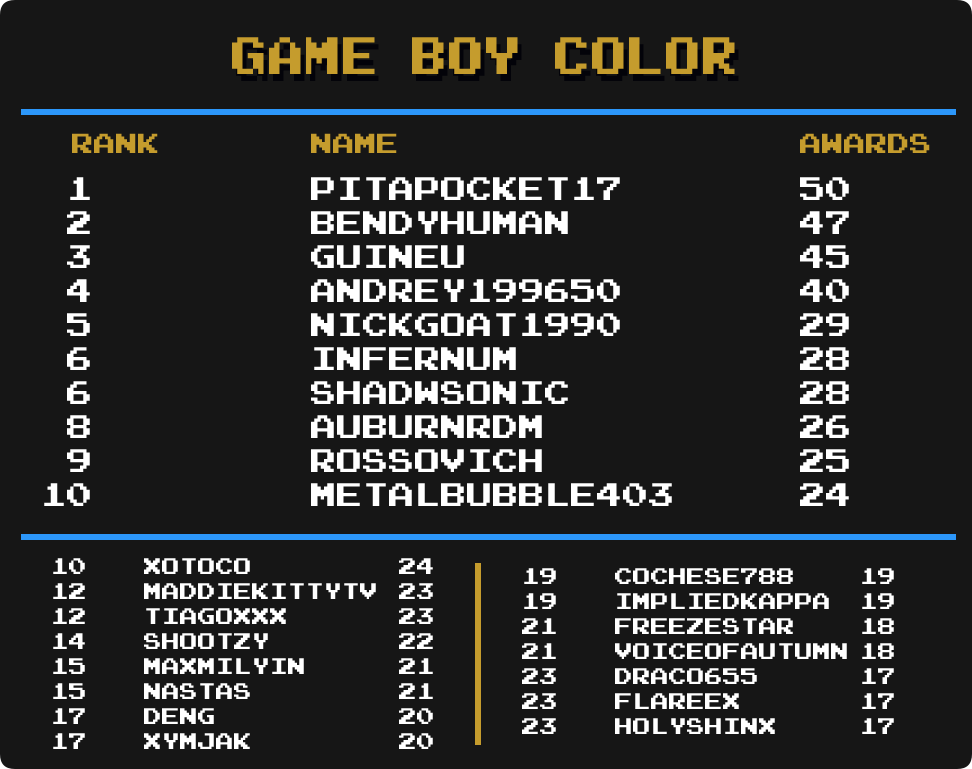 GAME BOY COLOR
RANK NAME AWARDS
1 PITAPOCKET17 50
2 BENDYHUMAN 47
3 GUINEU 45
4 ANDREY199650 40
5 NICKGOAT1990 29
6 INFERNUM 28
6 SHADWSONIC 28
8 AUBURNRDM 26
9 ROSSOVICH 25
10 METALBUBBLE403 24
10 XOTOCO 24
12 MADDIEKITTYTV 23
12 TIAGOXXX 23
14 SHOOTZY 22
15 MAXMILYIN 21
15 NASTAS 21
17 DENG 20
17 XYMJAK 20
19 COCHESE788 19
19 IMPLIEDKAPPA 19
21 FREEZESTAR 18
21 VOICEOFAUTUMN 18
23 DRACO655 17
23 FLAREEX 17
23 HOLYSHINX 17